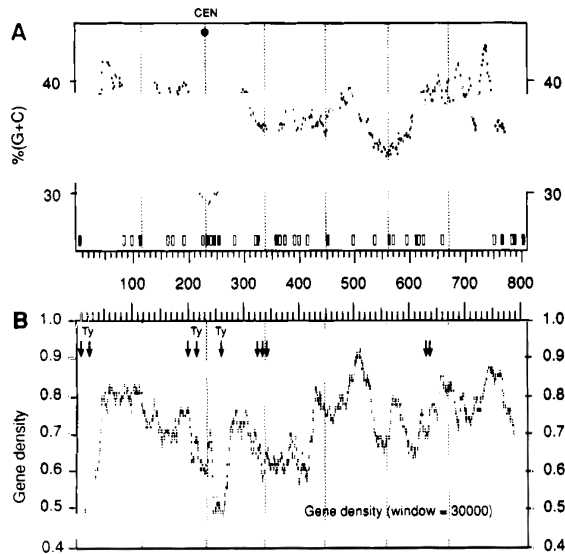 CEN
A
40 40
%(G+C)
30 30
100 200 300 400 500 600 700 800
B
1.0 1.0
Ty Ty Ty
0.9 0.9
0.8 0.8
Gene density
0.7 0.7
0.6 0.6
0.5 0.5
Gene density (window = 30000)
0.4 0.4